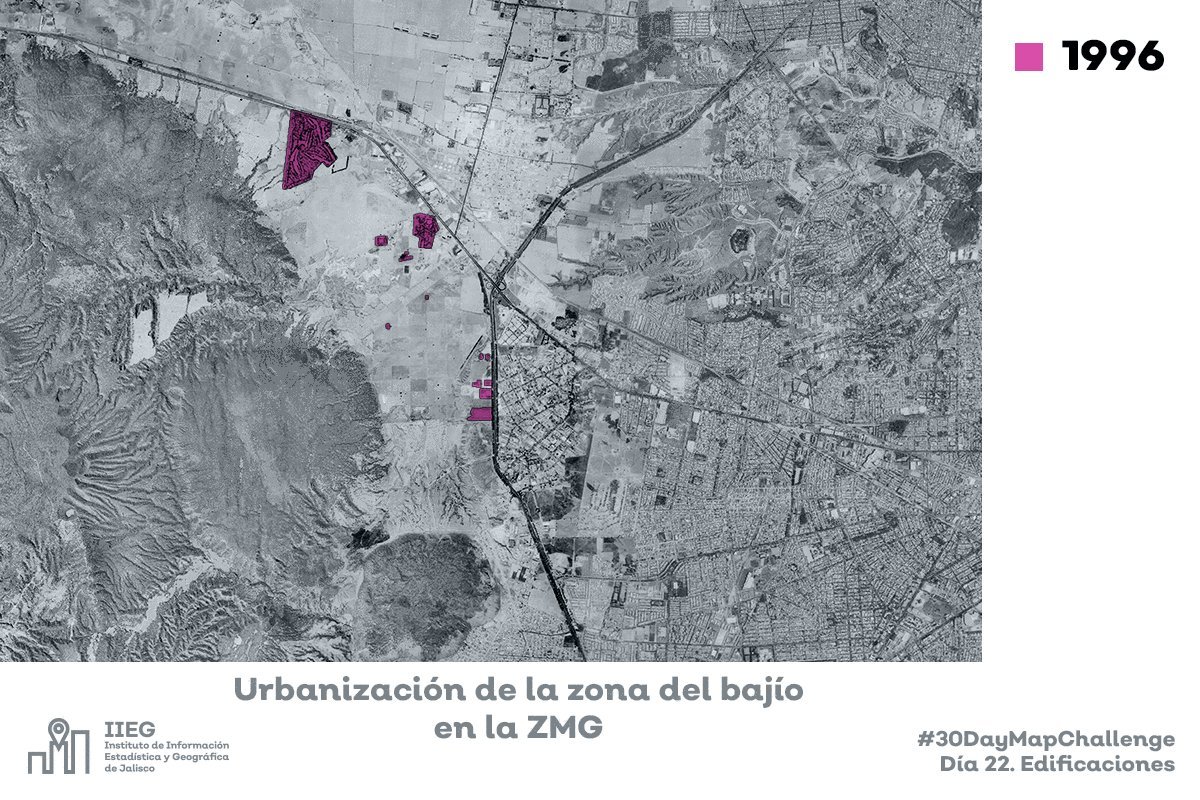 1996
Urbanización de la zona del bajío
en la ZMG
IIEG
Instituto de Información
Estadística y Geográfica
de Jalisco
#30DayMapChallenge
Día 22. Edificaciones